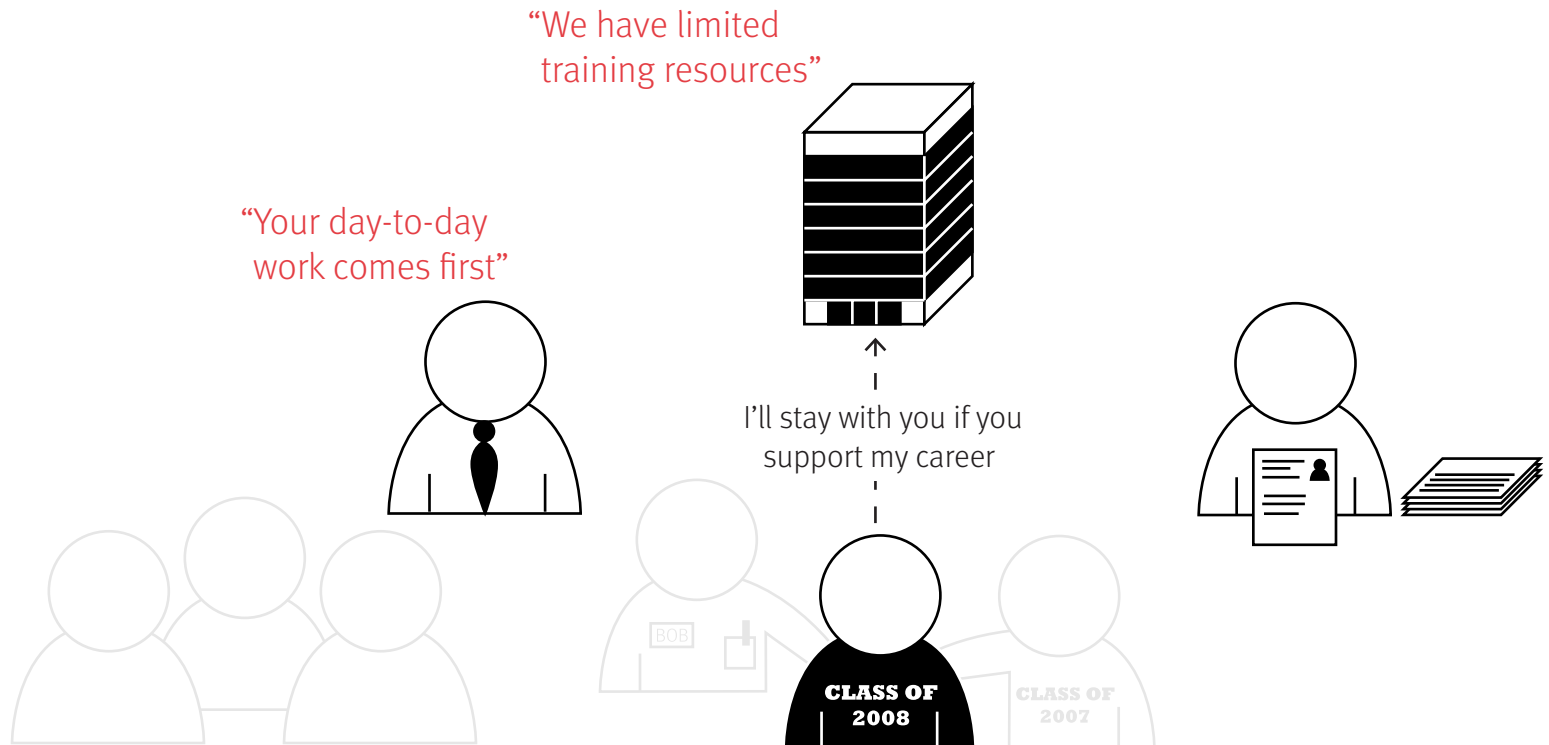 “We have limited
training resources”
“Your day-to-day
work comes first”
I’ll stay with you if you
support my career
BOB
CLASS OF
2008
CLASS OF
2007